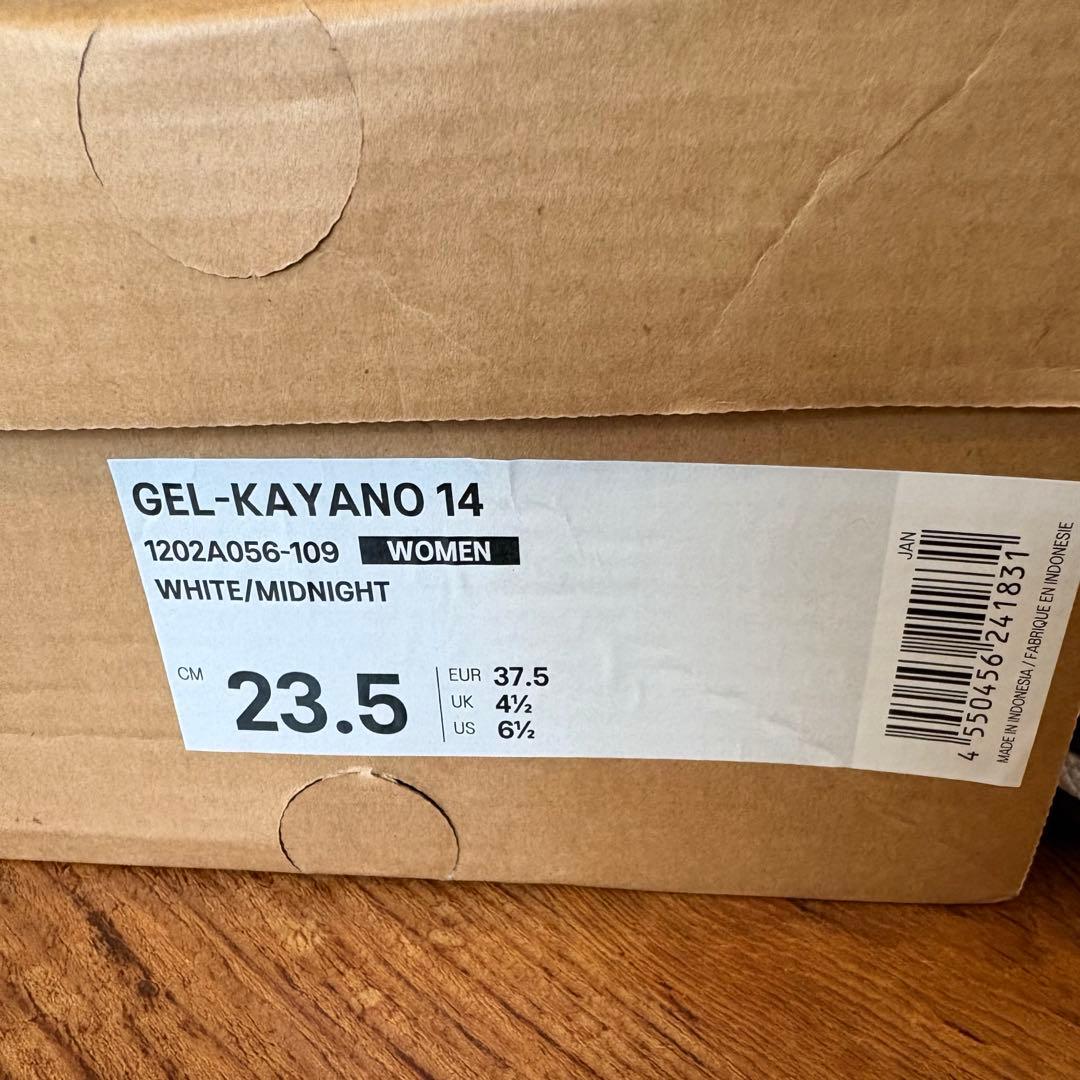 GEL-KAYANO 14
1202A056-109 WOMEN
WHITE/MIDNIGHT
CM 23.5
EUR 37.5
UK 4½
US 6½
JAN
4 550456 241831
MADE IN INDONESIA / FABRIQUE EN INDONESIE